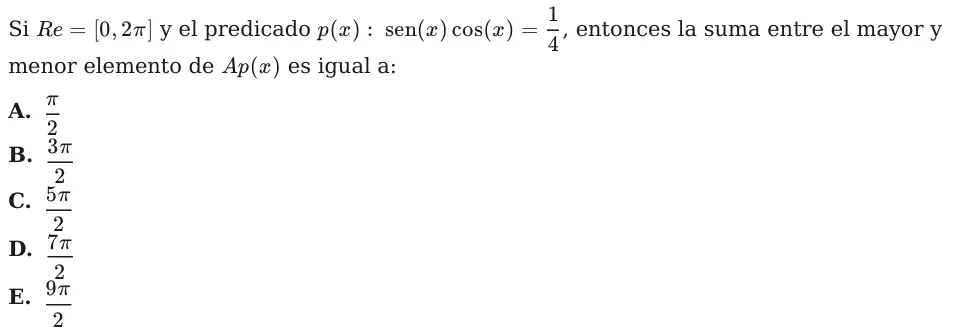 Si Re = [0, 2π] y el predicado p(x) : sen(x) cos(x) = 1/4, entonces la suma entre el mayor y
menor elemento de Ap(x) es igual a:
A. π/2
B. 3π/2
C. 5π/2
D. 7π/2
E. 9π/2